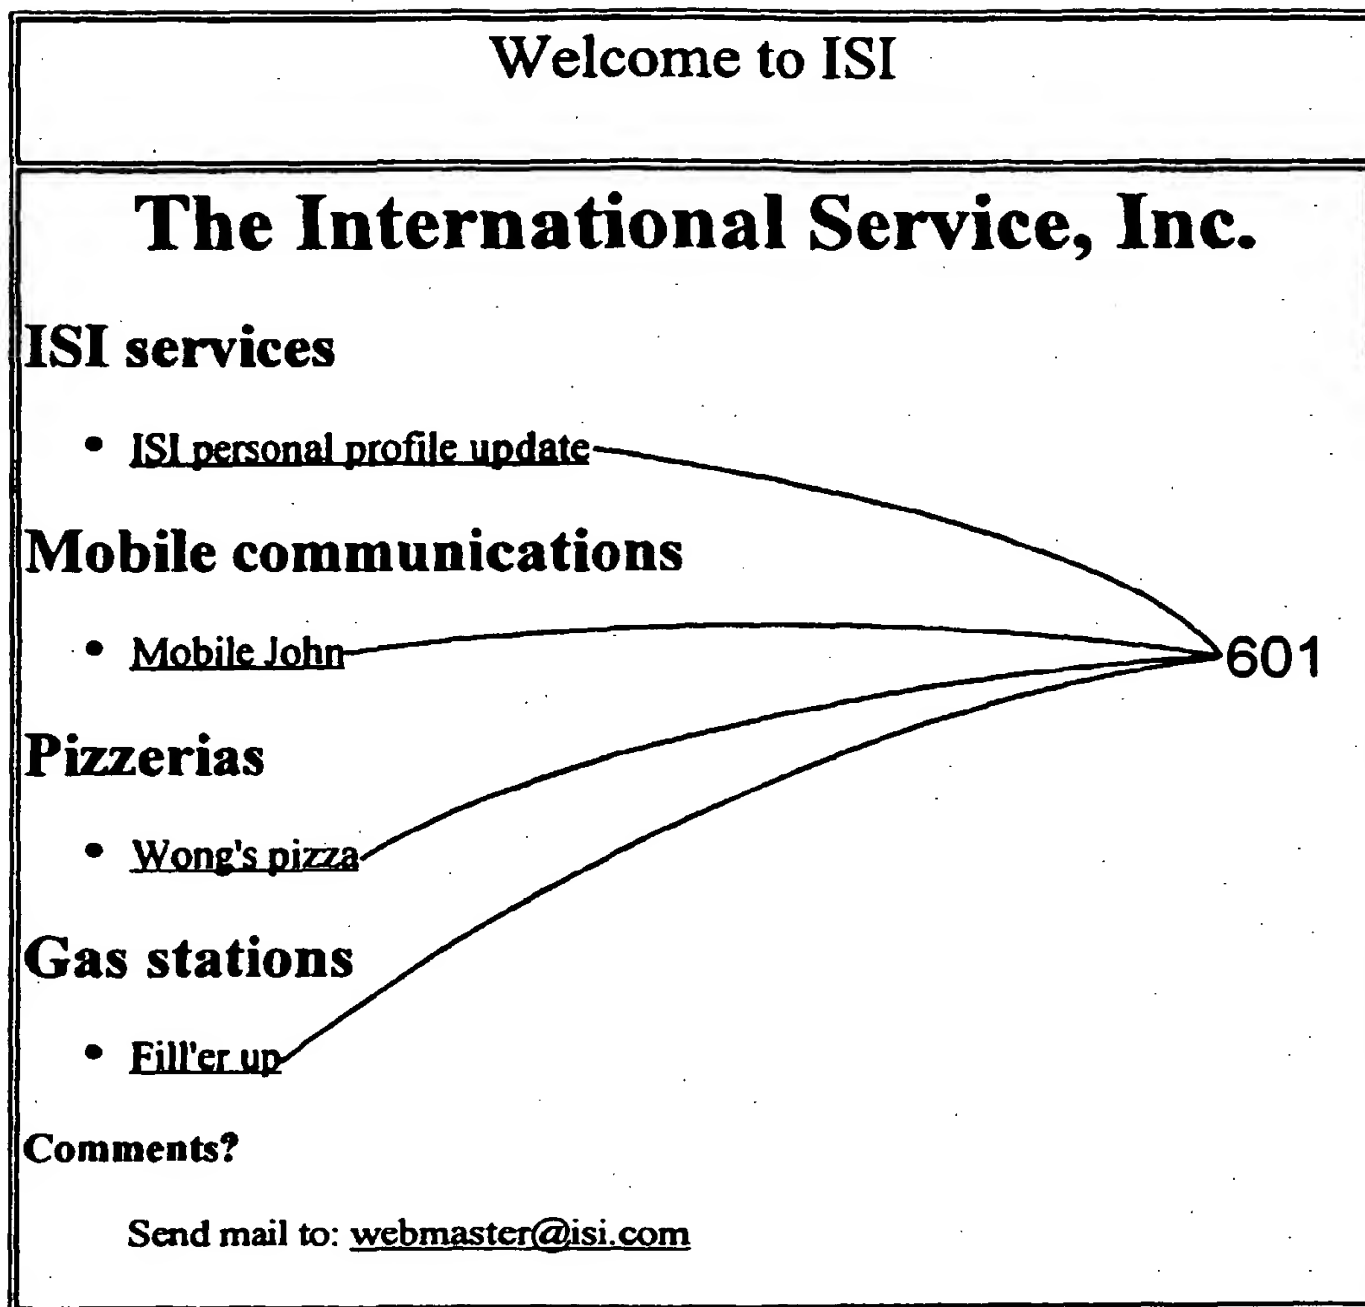 Welcome to ISI
The International Service, Inc.
ISI services
• ISI personal profile update
Mobile communications
• Mobile John
601
Pizzerias
• Wong's pizza
Gas stations
• Fill'er up
Comments?
Send mail to: webmaster@isi.com